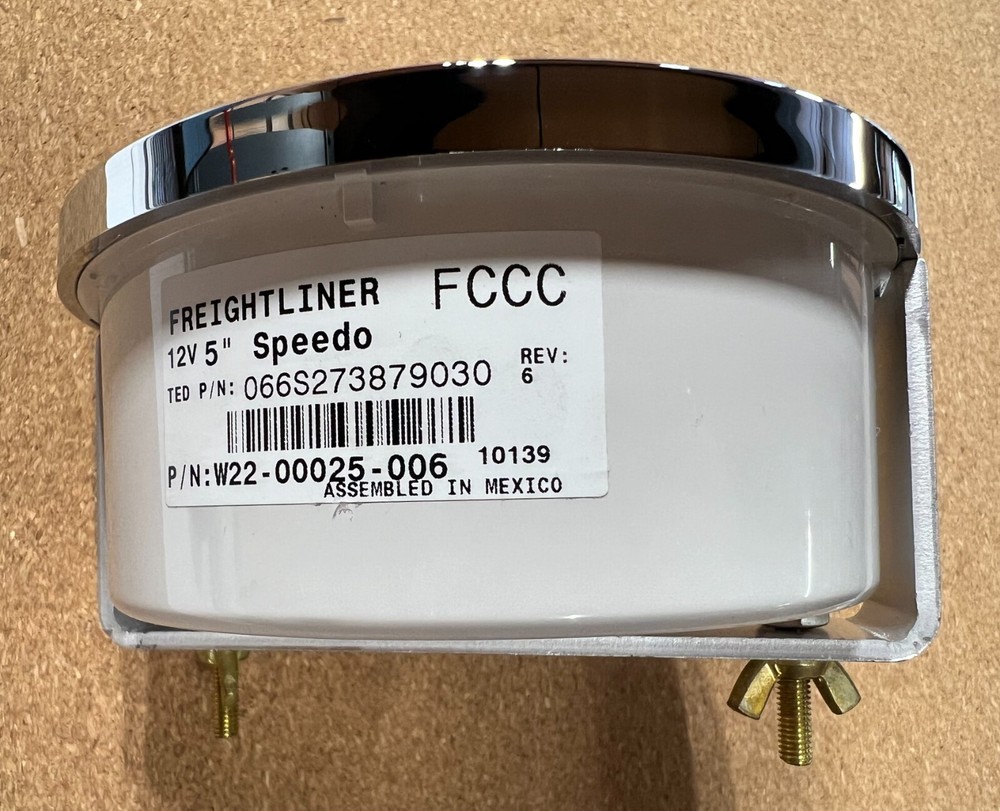 FREIGHTLINER FCCC
12V 5" Speedo
TED P/N: 066S273879030 REV: 6
P/N:W22-00025-006 10139
ASSEMBLED IN MEXICO